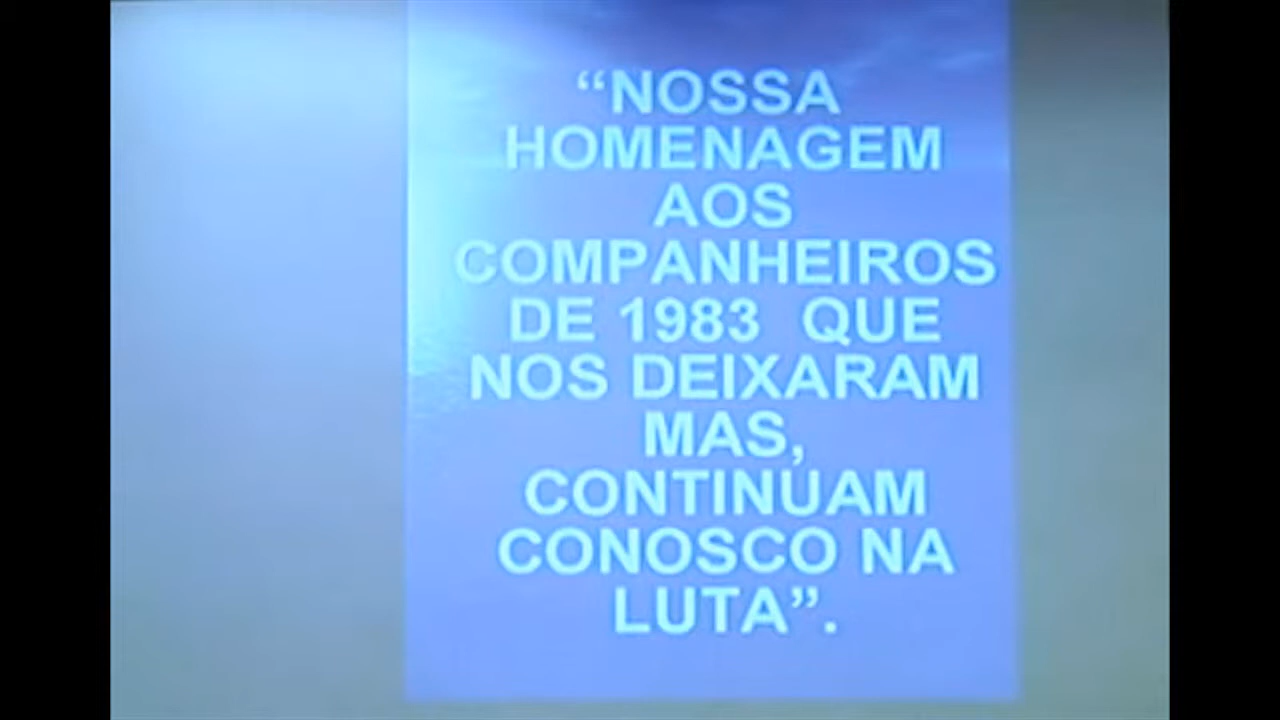 “NOSSA
HOMENAGEM
AOS
COMPANHEIROS
DE 1983 QUE
NOS DEIXARAM
MAS,
CONTINUAM
CONOSCO NA
LUTA”.